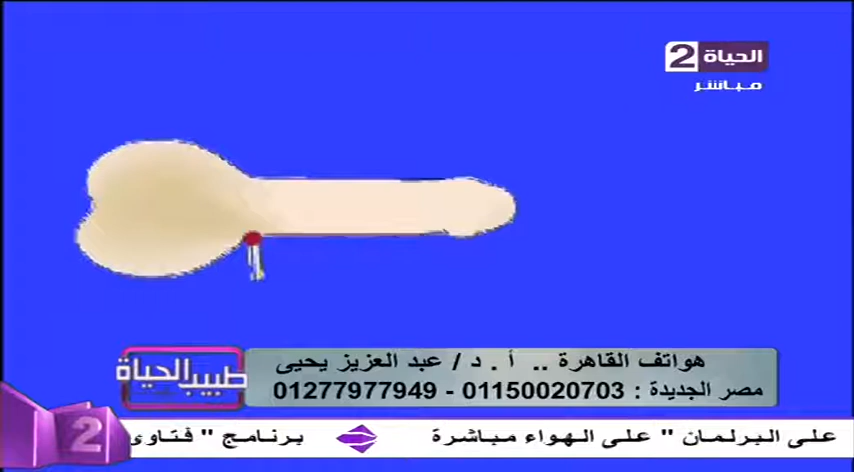 الحياة 2
مباشر
هواتف القاهرة .. أ . د / عبد العزيز يحيى
مصر الجديدة : 01150020703 - 01277977949
طبيب الحياة
على البرلمان " على الهواء مباشرة
برنامج " فتاوى
2